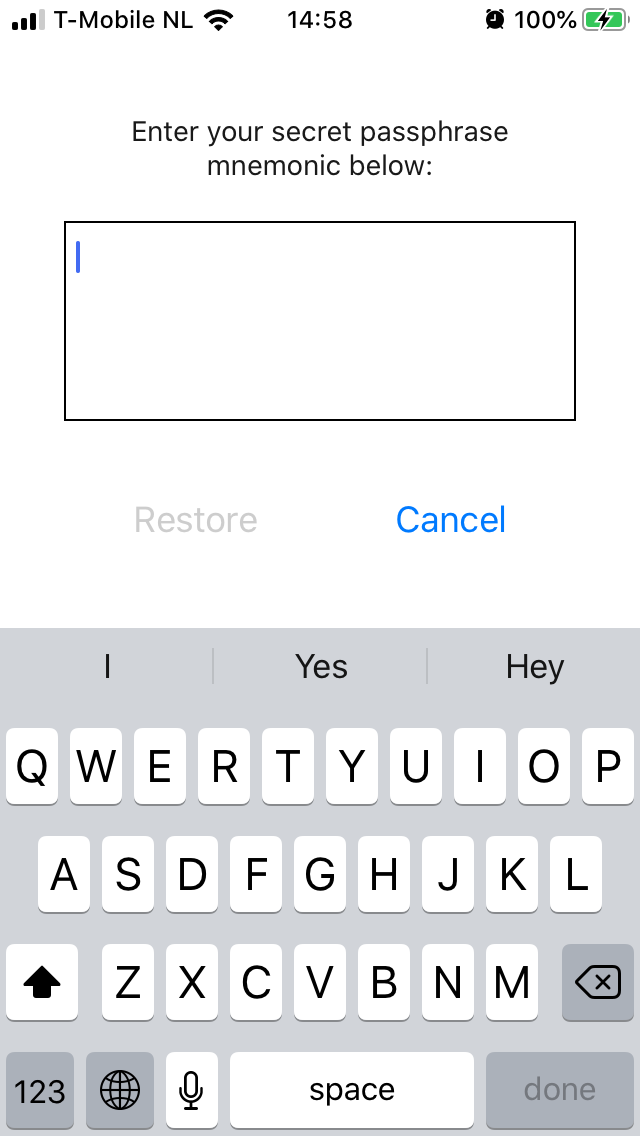 T-Mobile NL 14:58 100%
Enter your secret passphrase
mnemonic below:
Restore Cancel
I Yes Hey
Q W E R T Y U I O P
A S D F G H J K L
Z X C V B N M
123 space done